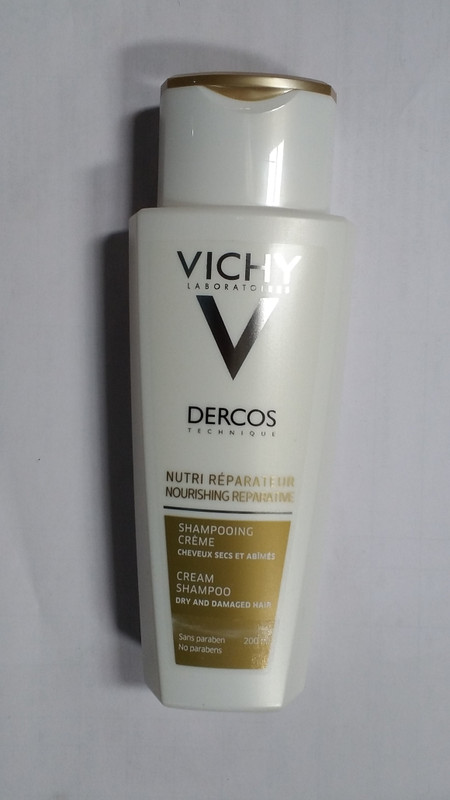 VICHY
LABORATOIRES
V
DERCOS
TECHNIQUE
NUTRI RÉPARATEUR
NOURISHING REPARATIVE
SHAMPOOING
CRÈME
CHEVEUX SECS ET ABÎMÉS
CREAM
SHAMPOO
DRY AND DAMAGED HAIR
Sans paraben
No parabens
200